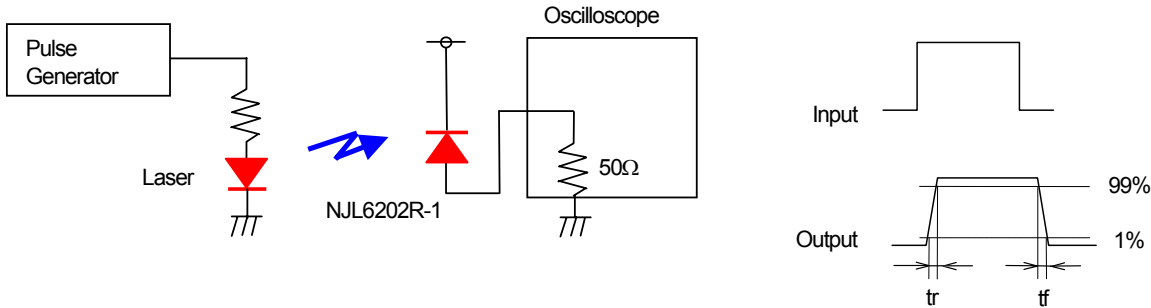 Oscilloscope
Pulse
Generator
Input
Laser
50Ω
99%
NJL6202R-1
Output
1%
tr
tf